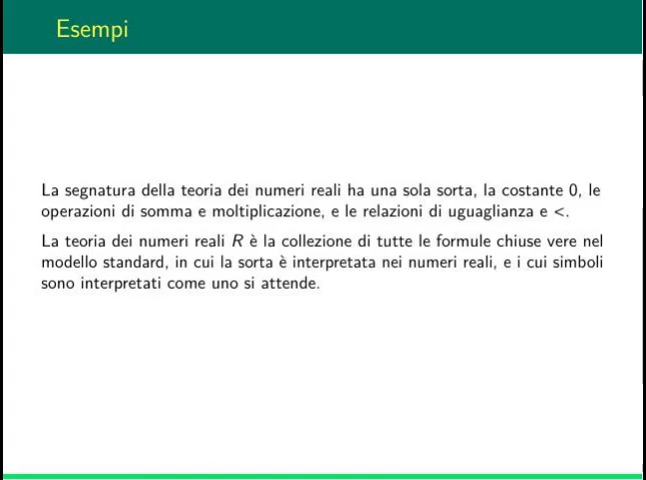 Esempi
La segnatura della teoria dei numeri reali ha una sola sorta, la costante 0, le
operazioni di somma e moltiplicazione, e le relazioni di uguaglianza e <.
La teoria dei numeri reali R è la collezione di tutte le formule chiuse vere nel
modello standard, in cui la sorta è interpretata nei numeri reali, e i cui simboli
sono interpretati come uno si attende.